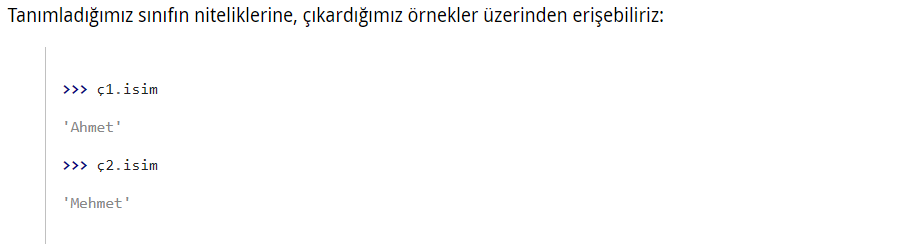 Tanımladığımız sınıfın niteliklerine, çıkardığımız örnekler üzerinden erişebiliriz:
>>> ç1.isim
'Ahmet'
>>> ç2.isim
'Mehmet'